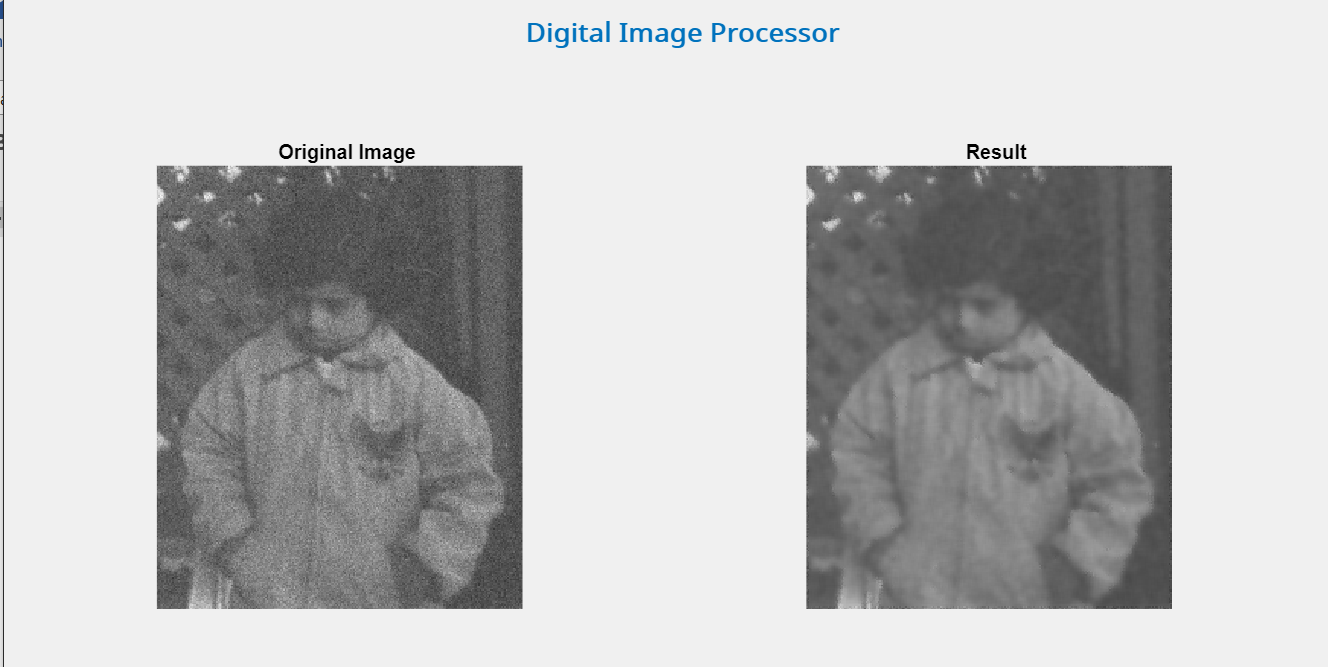 Digital Image Processor
Original Image
Result